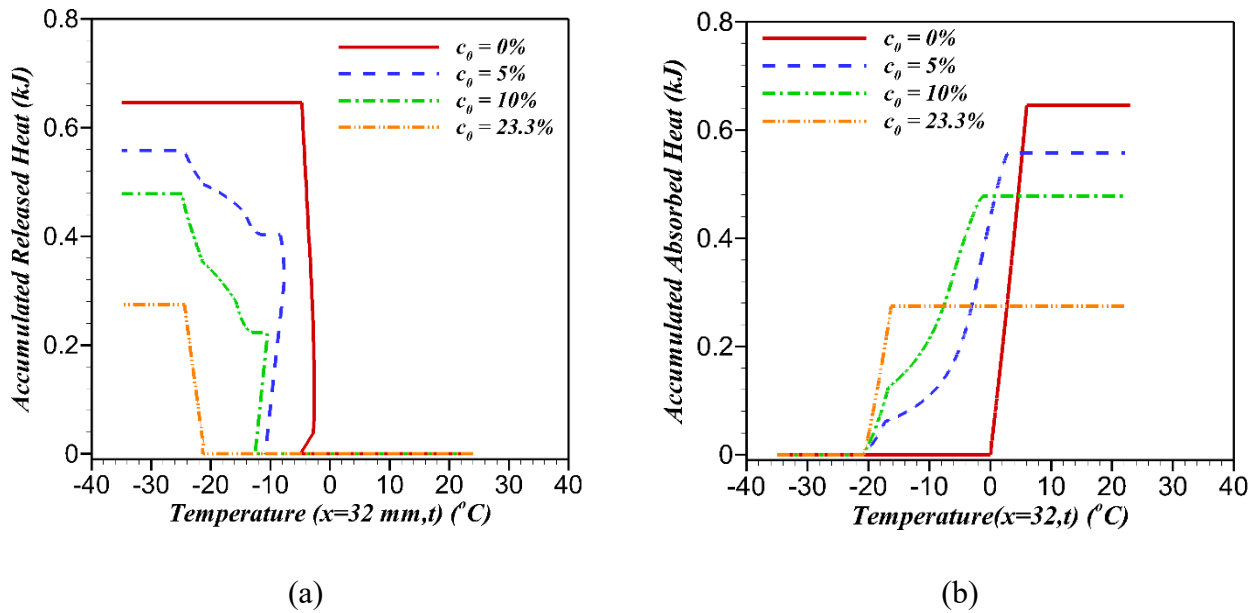 0.8
0.6
0.4
0.2
0
Accumulated Released Heat (kJ)
c₀ = 0%
c₀ = 5%
c₀ = 10%
c₀ = 23.3%
-40 -30 -20 -10 0 10 20 30 40
Temperature (x=32 mm,t) (°C)
(a)
0.8
0.6
0.4
0.2
0
Accumulated Absorbed Heat (kJ)
c₀ = 0%
c₀ = 5%
c₀ = 10%
c₀ = 23.3%
-40 -30 -20 -10 0 10 20 30 40
Temperature(x=32,t) (°C)
(b)